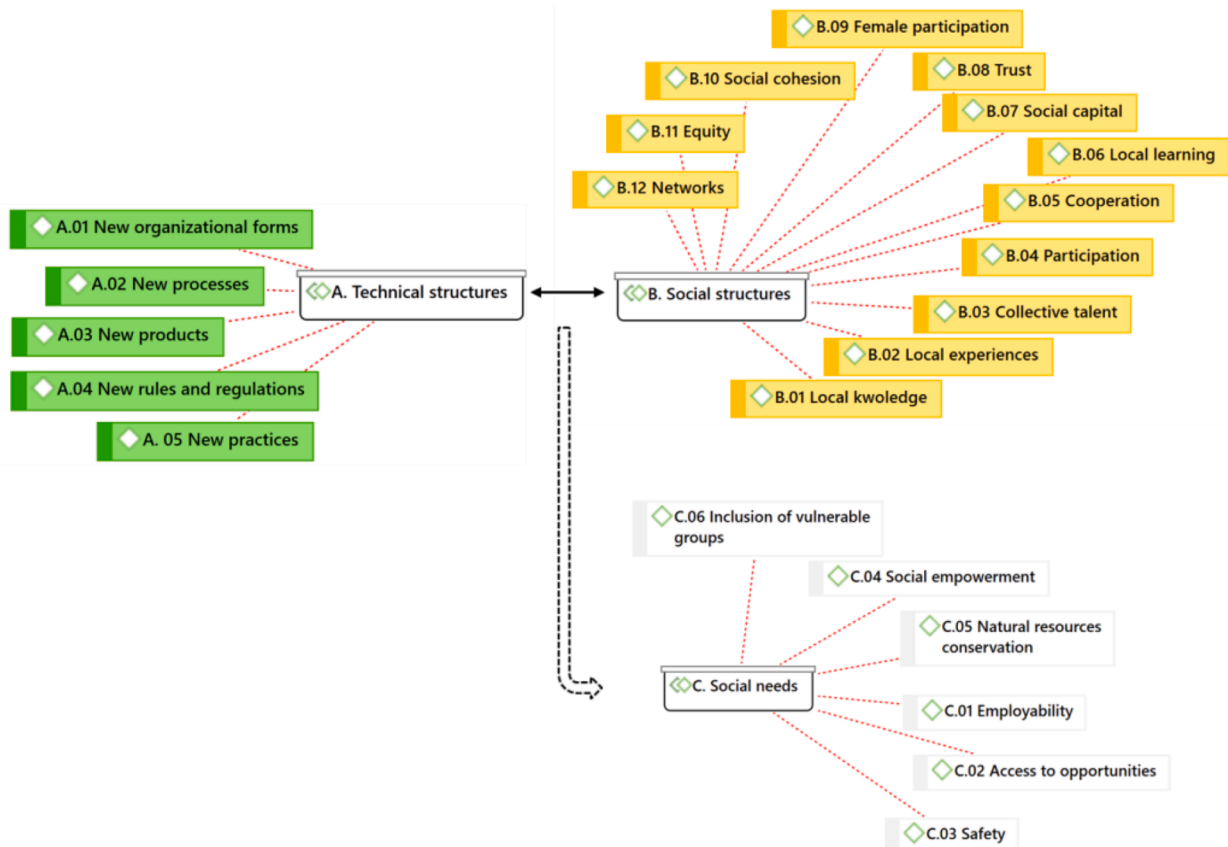 B.09 Female participation
B.10 Social cohesion
B.08 Trust
B.07 Social capital
B.11 Equity
B.06 Local learning
B.12 Networks
B.05 Cooperation
A.01 New organizational forms
B.04 Participation
A.02 New processes
A. Technical structures
B. Social structures
B.03 Collective talent
A.03 New products
B.02 Local experiences
A.04 New rules and regulations
B.01 Local kwoledge
A. 05 New practices
C.06 Inclusion of vulnerable
groups
C.04 Social empowerment
C.05 Natural resources
conservation
C. Social needs
C.01 Employability
C.02 Access to opportunities
C.03 Safety